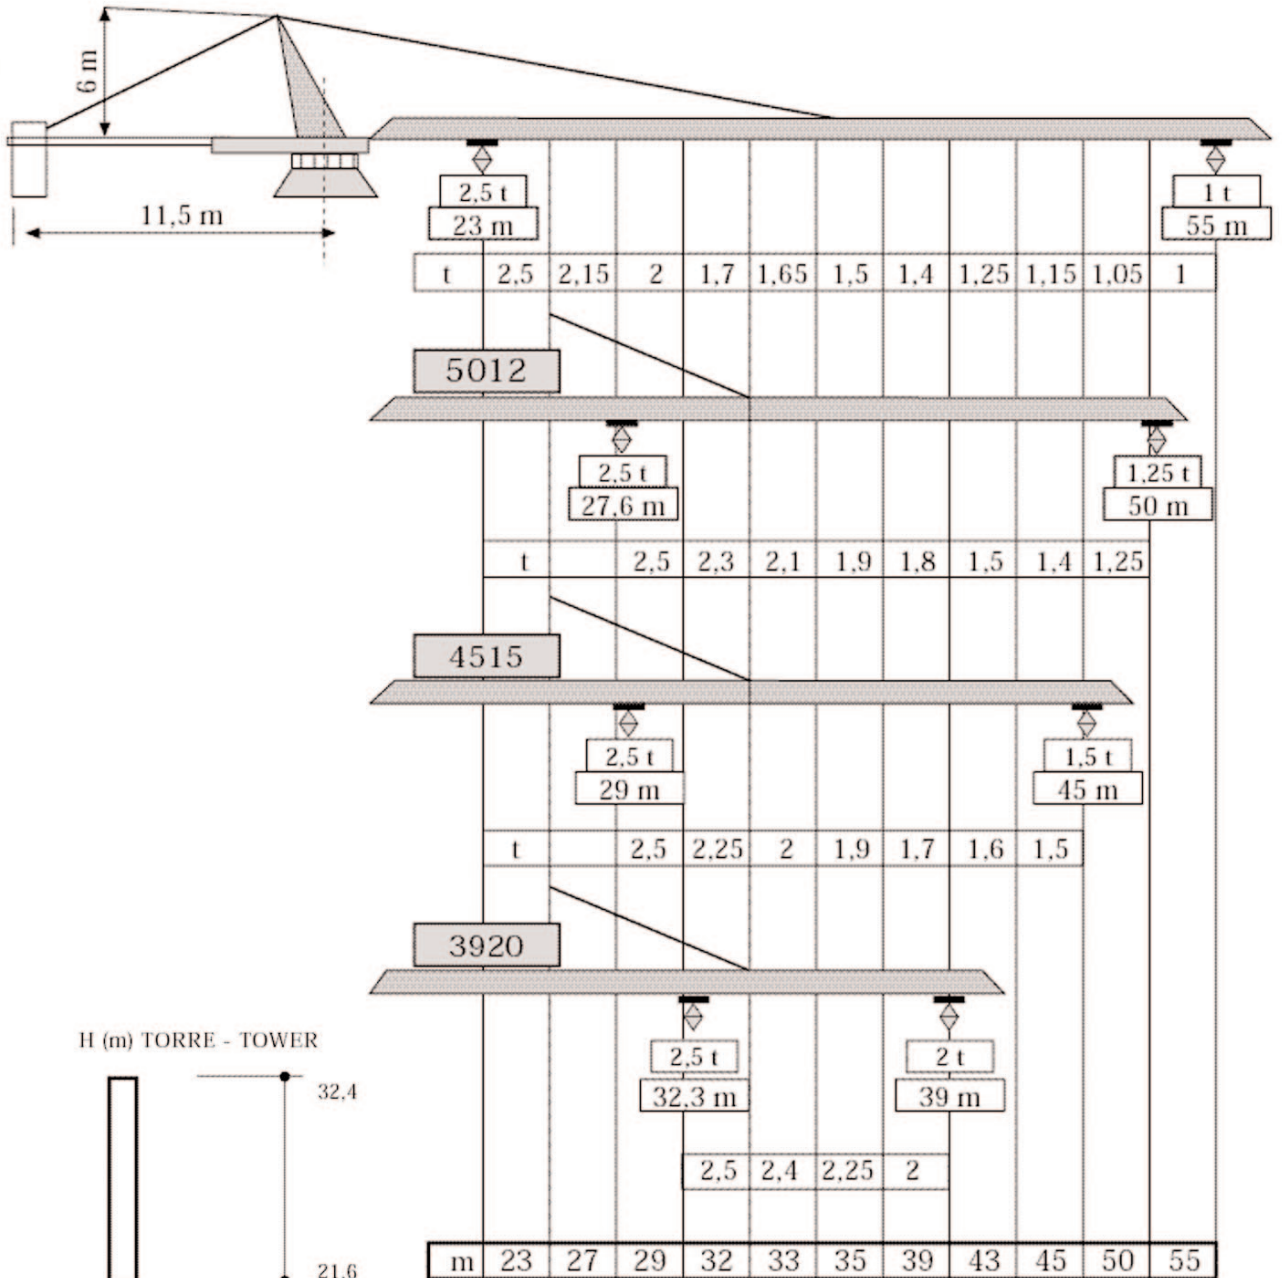 6 m
11,5 m
2,5 t
23 m
1 t
55 m
t 2,5 2,15 2 1,7 1,65 1,5 1,4 1,25 1,15 1,05 1
5012
2,5 t
27,6 m
1,25 t
50 m
t 2,5 2,3 2,1 1,9 1,8 1,5 1,4 1,25
4515
2,5 t
29 m
1,5 t
45 m
t 2,5 2,25 2 1,9 1,7 1,6 1,5
3920
2,5 t
32,3 m
2 t
39 m
H (m) TORRE - TOWER
32,4
2,5 2,4 2,25 2
21,6
m 23 27 29 32 33 35 39 43 45 50 55